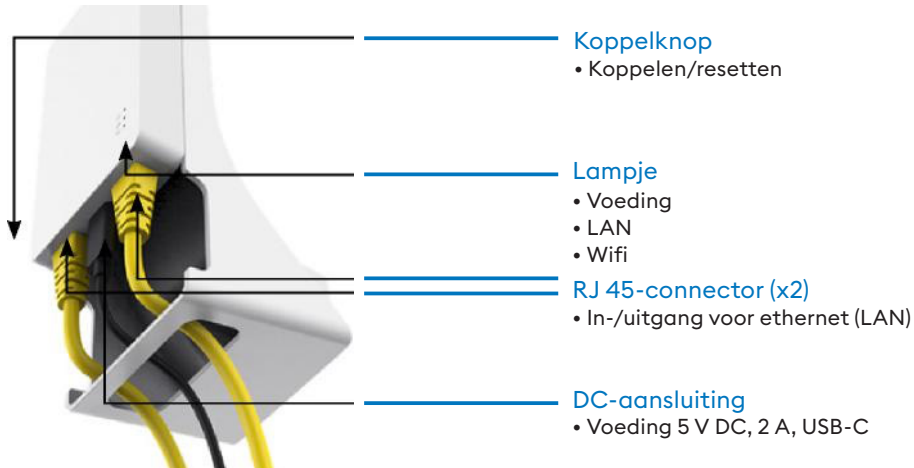 Koppelknop
• Koppelen/resetten
Lampje
• Voeding
• LAN
• Wifi
RJ 45-connector (x2)
• In-/uitgang voor ethernet (LAN)
DC-aansluiting
• Voeding 5 V DC, 2 A, USB-C